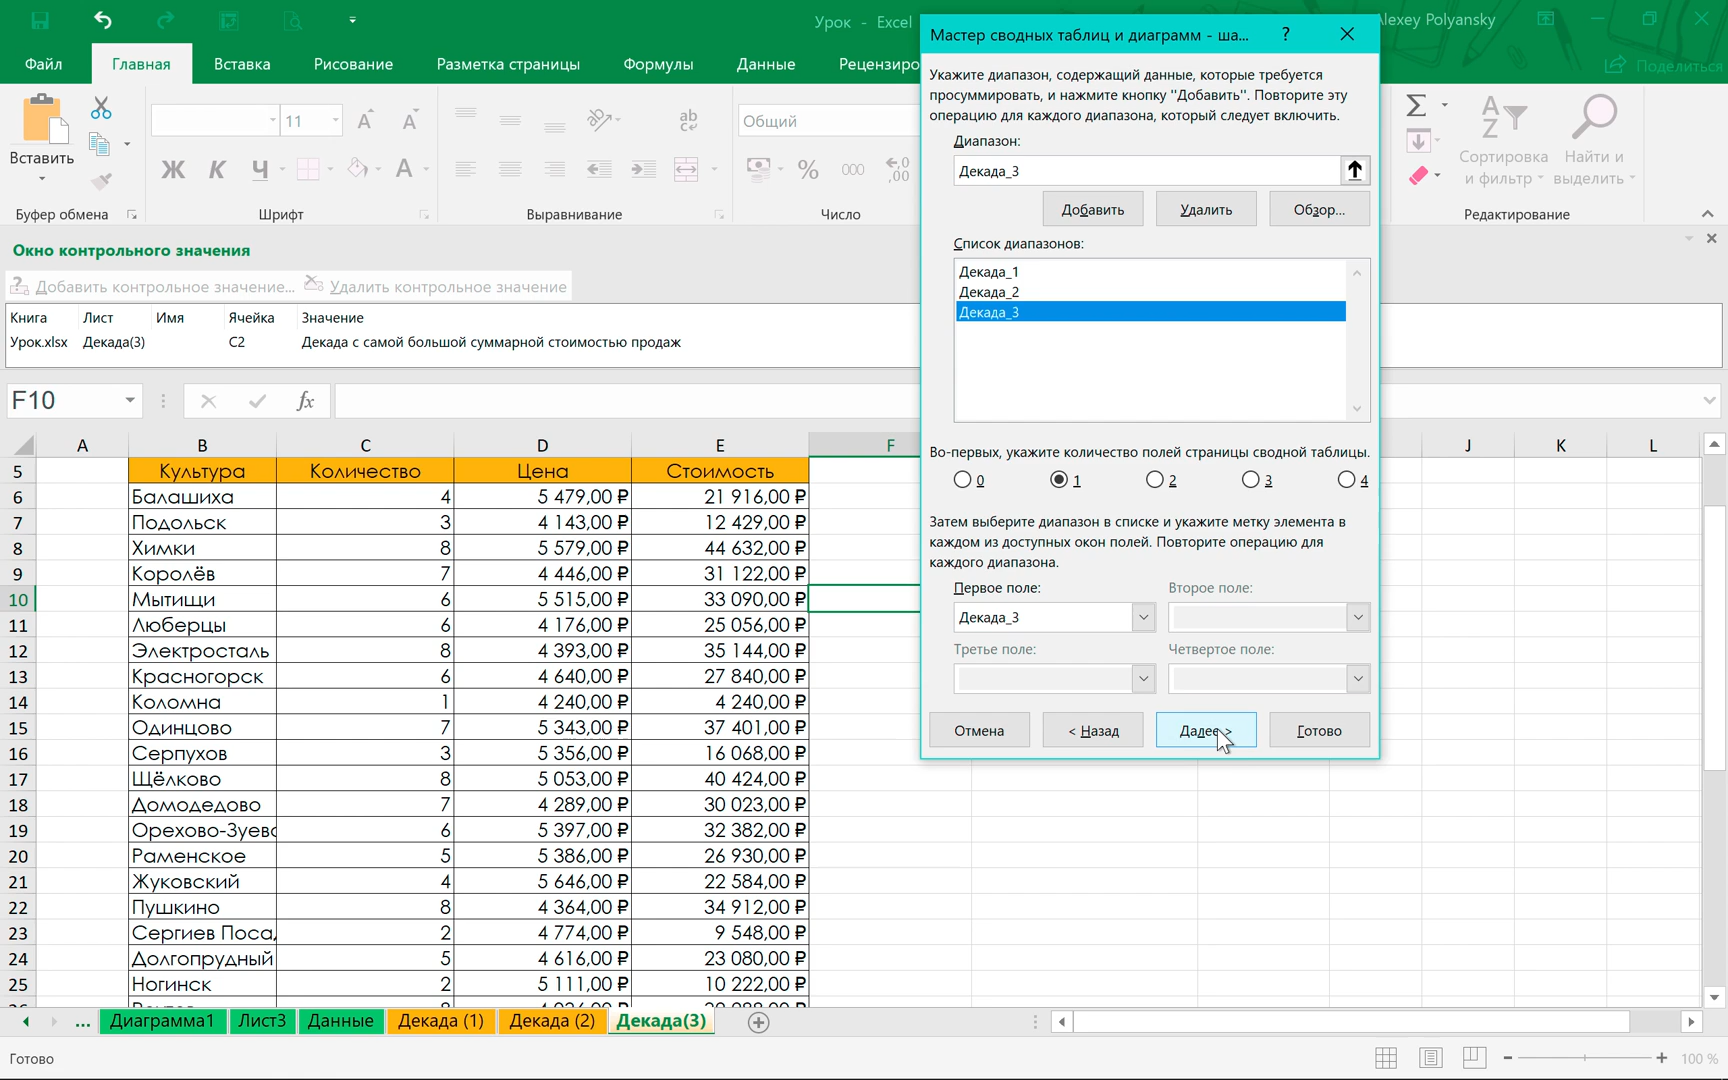 Урок - Excel
Alexey Polyansky
Файл Главная Вставка Рисование Разметка страницы Формулы Данные Рецензиро
Поделиться
Вставить
11
Общий
Ж К Ч
% 000
Сортировка и фильтр
Найти и выделить
Буфер обмена Шрифт Выравнивание Число Редактирование
Окно контрольного значения
Добавить контрольное значение... Удалить контрольное значение
Книга Лист Имя Ячейка Значение
Урок.xlsx Декада(3) C2 Декада с самой большой суммарной стоимостью продаж
F10 fx
Мастер сводных таблиц и диаграмм - ша... ?
Укажите диапазон, содержащий данные, которые требуется
просуммировать, и нажмите кнопку "Добавить". Повторите эту
операцию для каждого диапазона, который следует включить.
Диапазон:
Декада_3
Добавить Удалить Обзор...
Список диапазонов:
Декада_1
Декада_2
Декада_3
Во-первых, укажите количество полей страницы сводной таблицы.
0 1 2 3 4
Затем выберите диапазон в списке и укажите метку элемента в
каждом из доступных окон полей. Повторите операцию для
каждого диапазона.
Первое поле: Второе поле:
Декада_3
Третье поле: Четвертое поле:
Отмена < Назад Далее > Готово
A B C D E F J K L
5 Культура Количество Цена Стоимость
6 Балашиха 4 5 479,00 ₽ 21 916,00 ₽
7 Подольск 3 4 143,00 ₽ 12 429,00 ₽
8 Химки 8 5 579,00 ₽ 44 632,00 ₽
9 Королёв 7 4 446,00 ₽ 31 122,00 ₽
10 Мытищи 6 5 515,00 ₽ 33 090,00 ₽
11 Люберцы 6 4 176,00 ₽ 25 056,00 ₽
12 Электросталь 8 4 393,00 ₽ 35 144,00 ₽
13 Красногорск 6 4 640,00 ₽ 27 840,00 ₽
14 Коломна 1 4 240,00 ₽ 4 240,00 ₽
15 Одинцово 7 5 343,00 ₽ 37 401,00 ₽
16 Серпухов 3 5 356,00 ₽ 16 068,00 ₽
17 Щёлково 8 5 053,00 ₽ 40 424,00 ₽
18 Домодедово 7 4 289,00 ₽ 30 023,00 ₽
19 Орехово-Зуево 6 5 397,00 ₽ 32 382,00 ₽
20 Раменское 5 5 386,00 ₽ 26 930,00 ₽
21 Жуковский 4 5 646,00 ₽ 22 584,00 ₽
22 Пушкино 8 4 364,00 ₽ 34 912,00 ₽
23 Сергиев Поса 2 4 774,00 ₽ 9 548,00 ₽
24 Долгопрудный 5 4 616,00 ₽ 23 080,00 ₽
25 Ногинск 2 5 111,00 ₽ 10 222,00 ₽
... Диаграмма1 Лист3 Данные Декада (1) Декада (2) Декада(3)
Готово
100 %